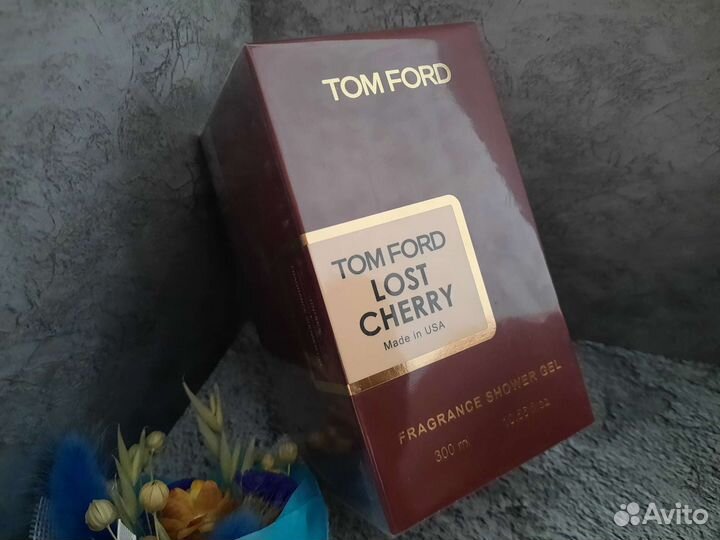 TOM FORD
TOM FORD
LOST
CHERRY
Made in USA
FRAGRANCE SHOWER GEL
300 ml
Avito